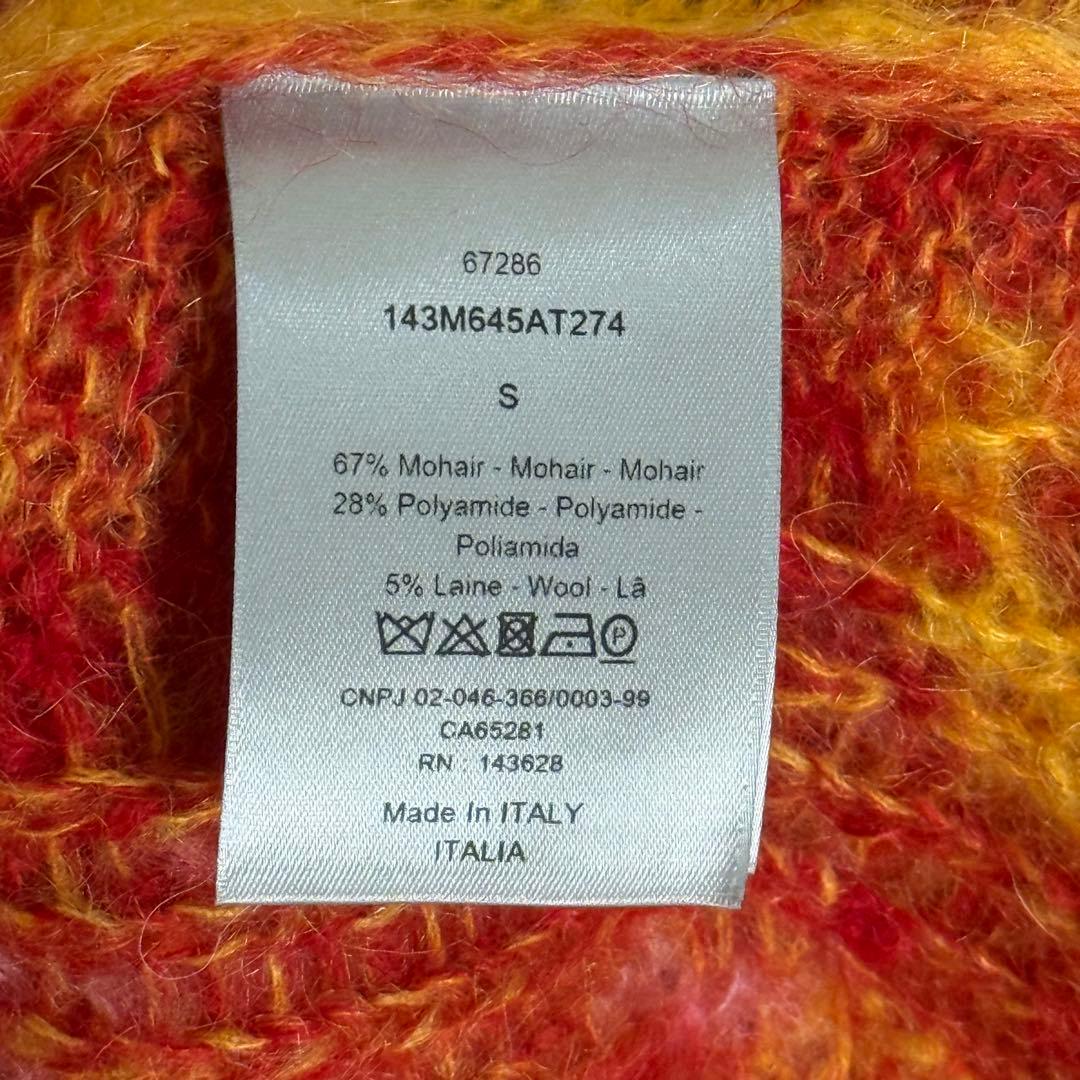 67286
143M645AT274
S
67% Mohair - Mohair - Mohair
28% Polyamide - Polyamide -
Poliamida
5% Laine - Wool - Lâ
P
CNPJ 02-046-366/0003-99
CA65281
RN : 143628
Made In ITALY
ITALIA